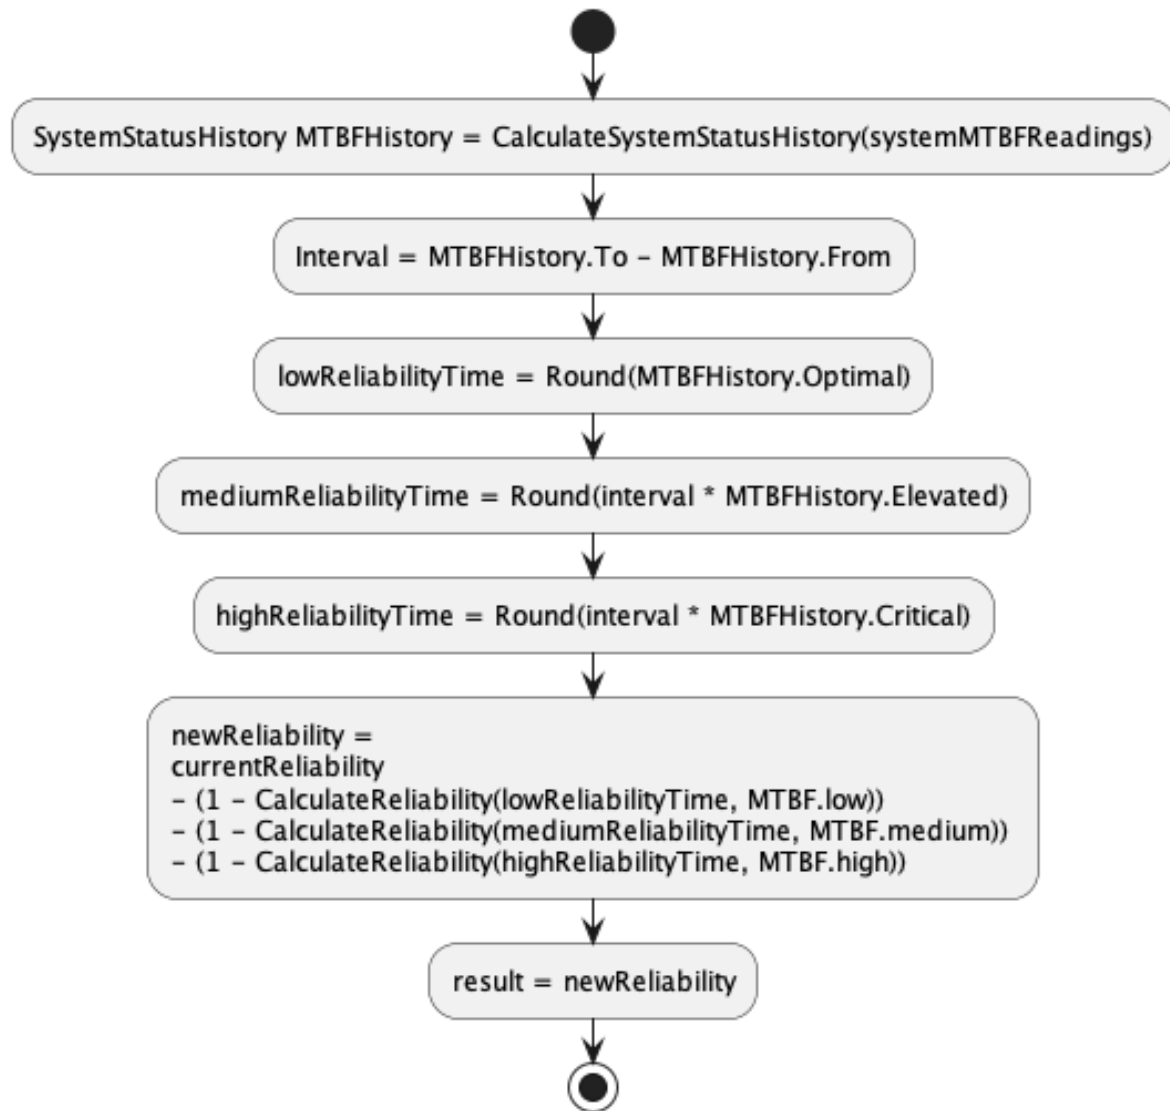 SystemStatusHistory MTBFHistory = CalculateSystemStatusHistory(systemMTBFReadings)
Interval = MTBFHistory.To – MTBFHistory.From
lowReliabilityTime = Round(MTBFHistory.Optimal)
mediumReliabilityTime = Round(interval * MTBFHistory.Elevated)
highReliabilityTime = Round(interval * MTBFHistory.Critical)
newReliability =
currentReliability
– (1 – CalculateReliability(lowReliabilityTime, MTBF.low))
– (1 – CalculateReliability(mediumReliabilityTime, MTBF.medium))
– (1 – CalculateReliability(highReliabilityTime, MTBF.high))
result = newReliability